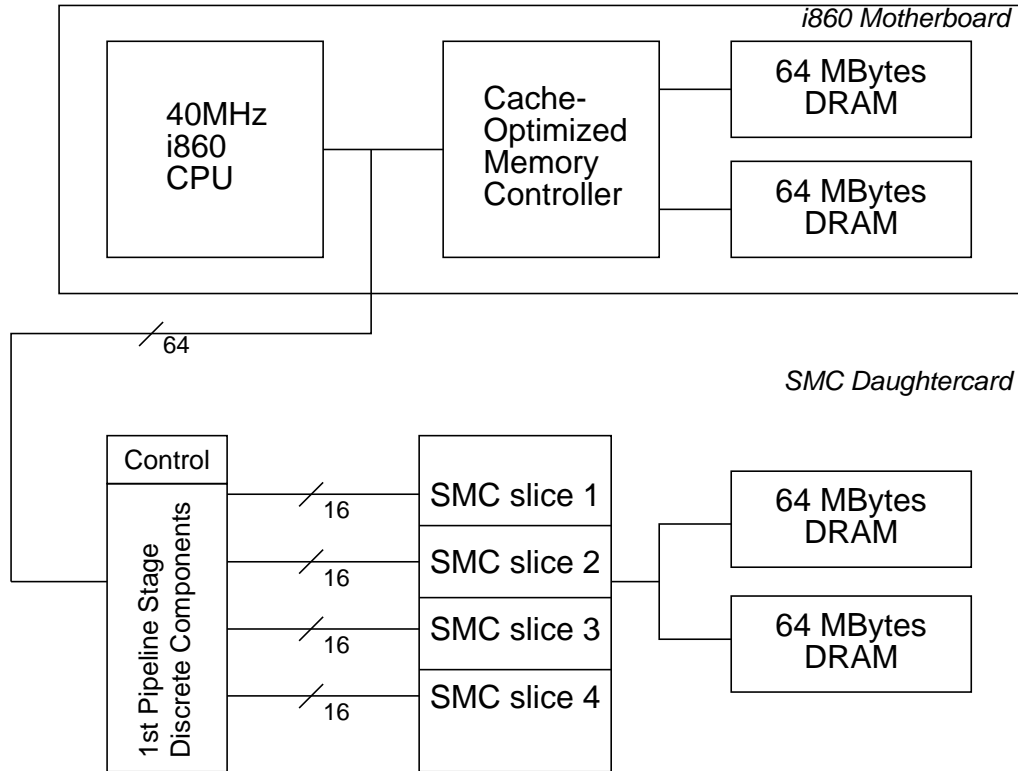 i860 Motherboard
40MHz
i860
CPU
Cache-
Optimized
Memory
Controller
64 MBytes
DRAM
64 MBytes
DRAM
64
SMC Daughtercard
Control
1st Pipeline Stage
Discrete Components
16
16
16
16
SMC slice 1
SMC slice 2
SMC slice 3
SMC slice 4
64 MBytes
DRAM
64 MBytes
DRAM